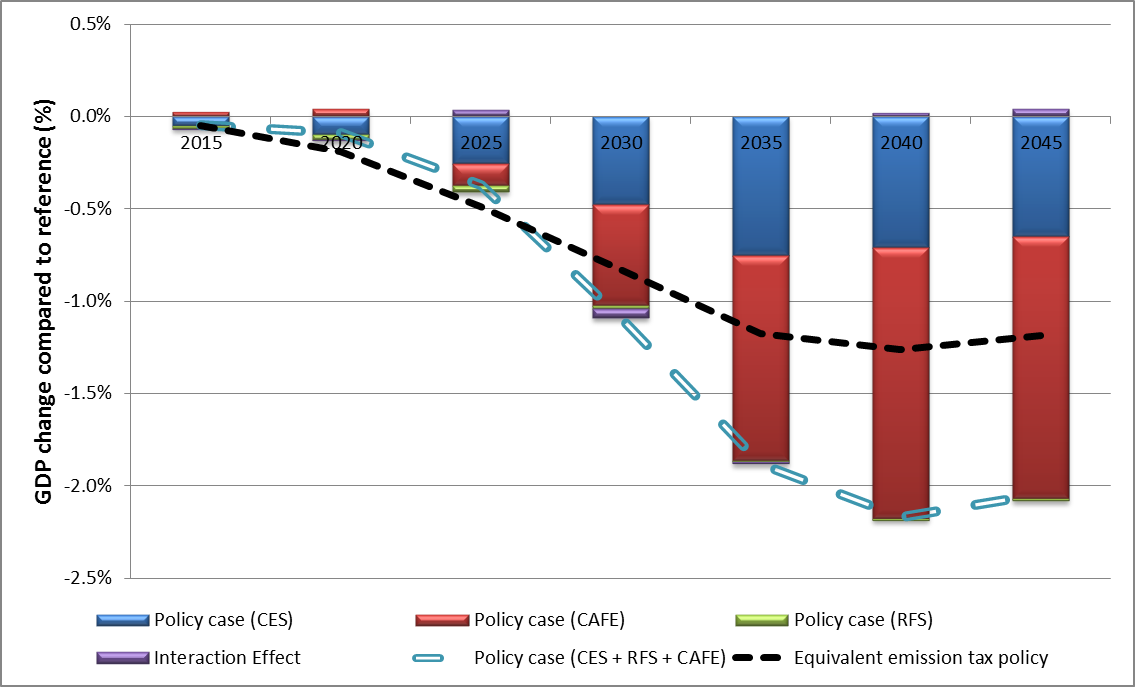 0.5%
0.0%
-0.5%
-1.0%
-1.5%
-2.0%
-2.5%
GDP change compared to reference (%)
2015 2020 2025 2030 2035 2040 2045
Policy case (CES) Policy case (CAFE) Policy case (RFS)
Interaction Effect Policy case (CES + RFS + CAFE) Equivalent emission tax policy